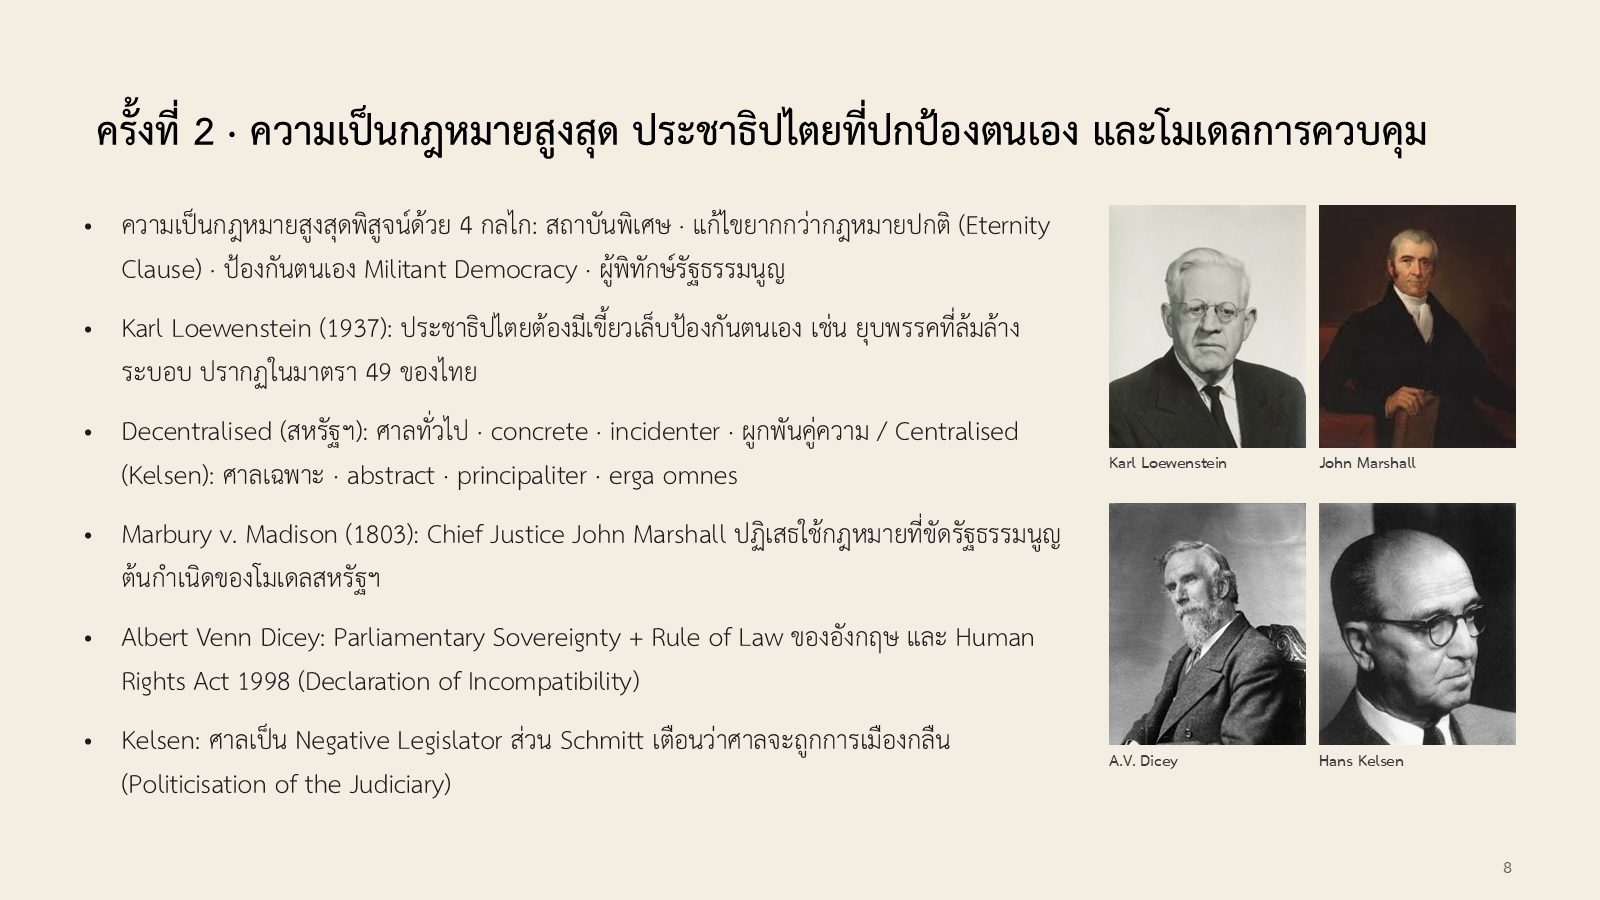 ครั้งที่ 2 · ความเป็นกฎหมายสูงสุด ประชาธิปไตยที่ปกป้องตนเอง และโมเดลการควบคุม
• ความเป็นกฎหมายสูงสุดพิสูจน์ด้วย 4 กลไก: สถาบันพิเศษ · แก้ไขยากกว่ากฎหมายปกติ (Eternity
Clause) · ป้องกันตนเอง Militant Democracy · ผู้พิทักษ์รัฐธรรมนูญ
• Karl Loewenstein (1937): ประชาธิปไตยต้องมีเขี้ยวเล็บป้องกันตนเอง เช่น ยุบพรรคที่ล้มล้าง
ระบอบ ปรากฏในมาตรา 49 ของไทย
• Decentralised (สหรัฐฯ): ศาลทั่วไป · concrete · incidenter · ผูกพันคู่ความ / Centralised
(Kelsen): ศาลเฉพาะ · abstract · principaliter · erga omnes
• Marbury v. Madison (1803): Chief Justice John Marshall ปฏิเสธใช้กฎหมายที่ขัดรัฐธรรมนูญ
ต้นกำเนิดของโมเดลสหรัฐฯ
• Albert Venn Dicey: Parliamentary Sovereignty + Rule of Law ของอังกฤษ และ Human
Rights Act 1998 (Declaration of Incompatibility)
• Kelsen: ศาลเป็น Negative Legislator ส่วน Schmitt เตือนว่าศาลจะถูกการเมืองกลืน
(Politicisation of the Judiciary)
Karl Loewenstein
John Marshall
A.V. Dicey
Hans Kelsen
8